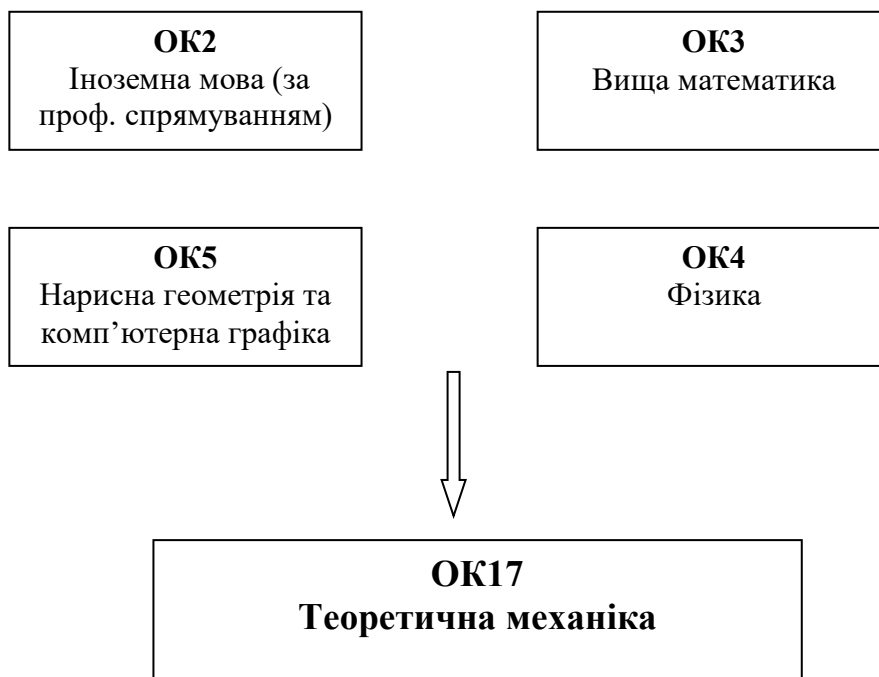 ОК2
Іноземна мова (за
проф. спрямуванням)
ОК3
Вища математика
ОК5
Нарисна геометрія та
комп’ютерна графіка
ОК4
Фізика
ОК17
Теоретична механіка